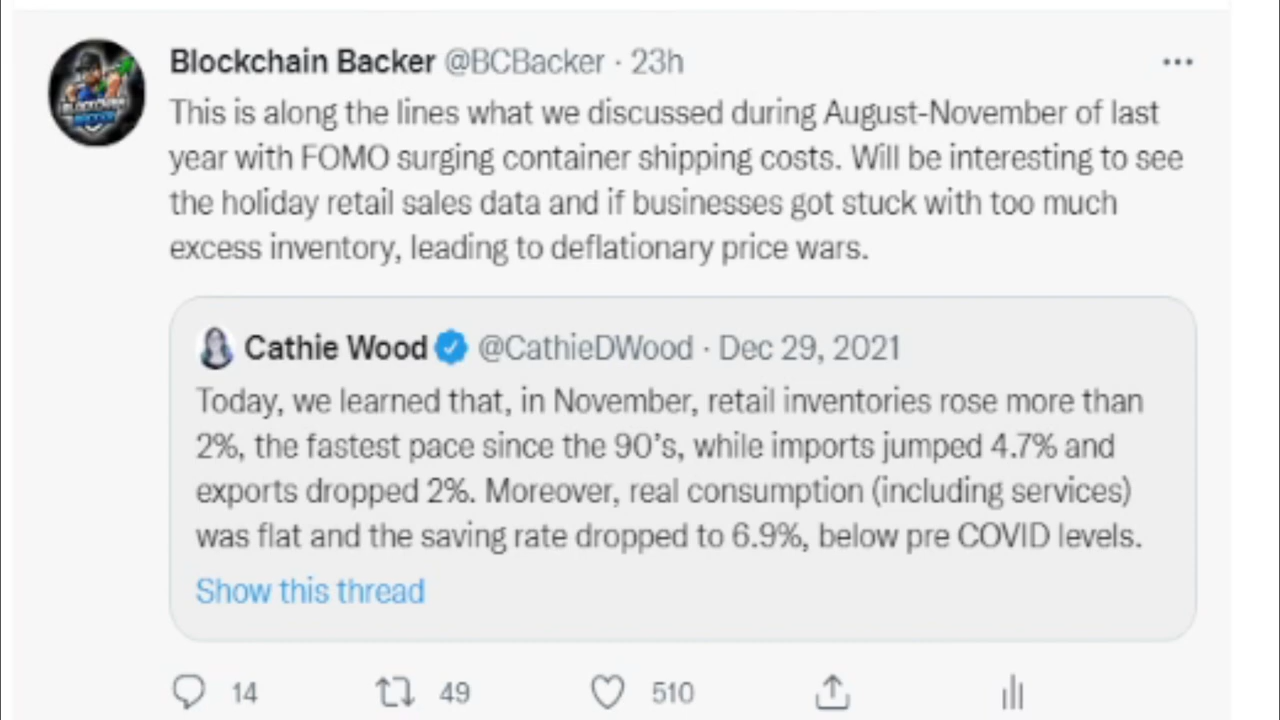 Blockchain Backer @BCBacker · 23h
This is along the lines what we discussed during August-November of last
year with FOMO surging container shipping costs. Will be interesting to see
the holiday retail sales data and if businesses got stuck with too much
excess inventory, leading to deflationary price wars.
Cathie Wood @CathieDWood · Dec 29, 2021
Today, we learned that, in November, retail inventories rose more than
2%, the fastest pace since the 90's, while imports jumped 4.7% and
exports dropped 2%. Moreover, real consumption (including services)
was flat and the saving rate dropped to 6.9%, below pre COVID levels.
Show this thread
14 49 510